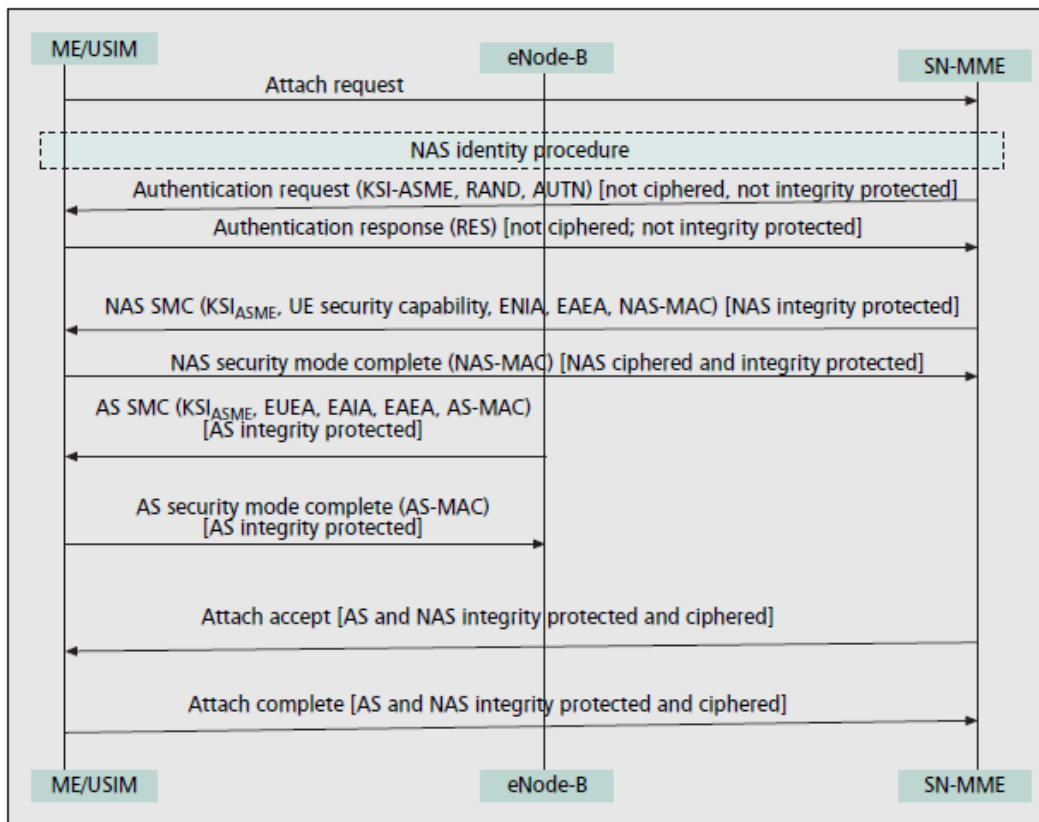 ME/USIM
eNode-B
SN-MME
Attach request
NAS identity procedure
Authentication request (KSI-ASME, RAND, AUTN) [not ciphered, not integrity protected]
Authentication response (RES) [not ciphered; not integrity protected]
NAS SMC (KSIASME, UE security capability, ENIA, EAEA, NAS-MAC) [NAS integrity protected]
NAS security mode complete (NAS-MAC) [NAS ciphered and integrity protected]
AS SMC (KSIASME, EUEA, EAIA, EAEA, AS-MAC)
[AS integrity protected]
AS security mode complete (AS-MAC)
[AS integrity protected]
Attach accept [AS and NAS integrity protected and ciphered]
Attach complete [AS and NAS integrity protected and ciphered]
ME/USIM
eNode-B
SN-MME